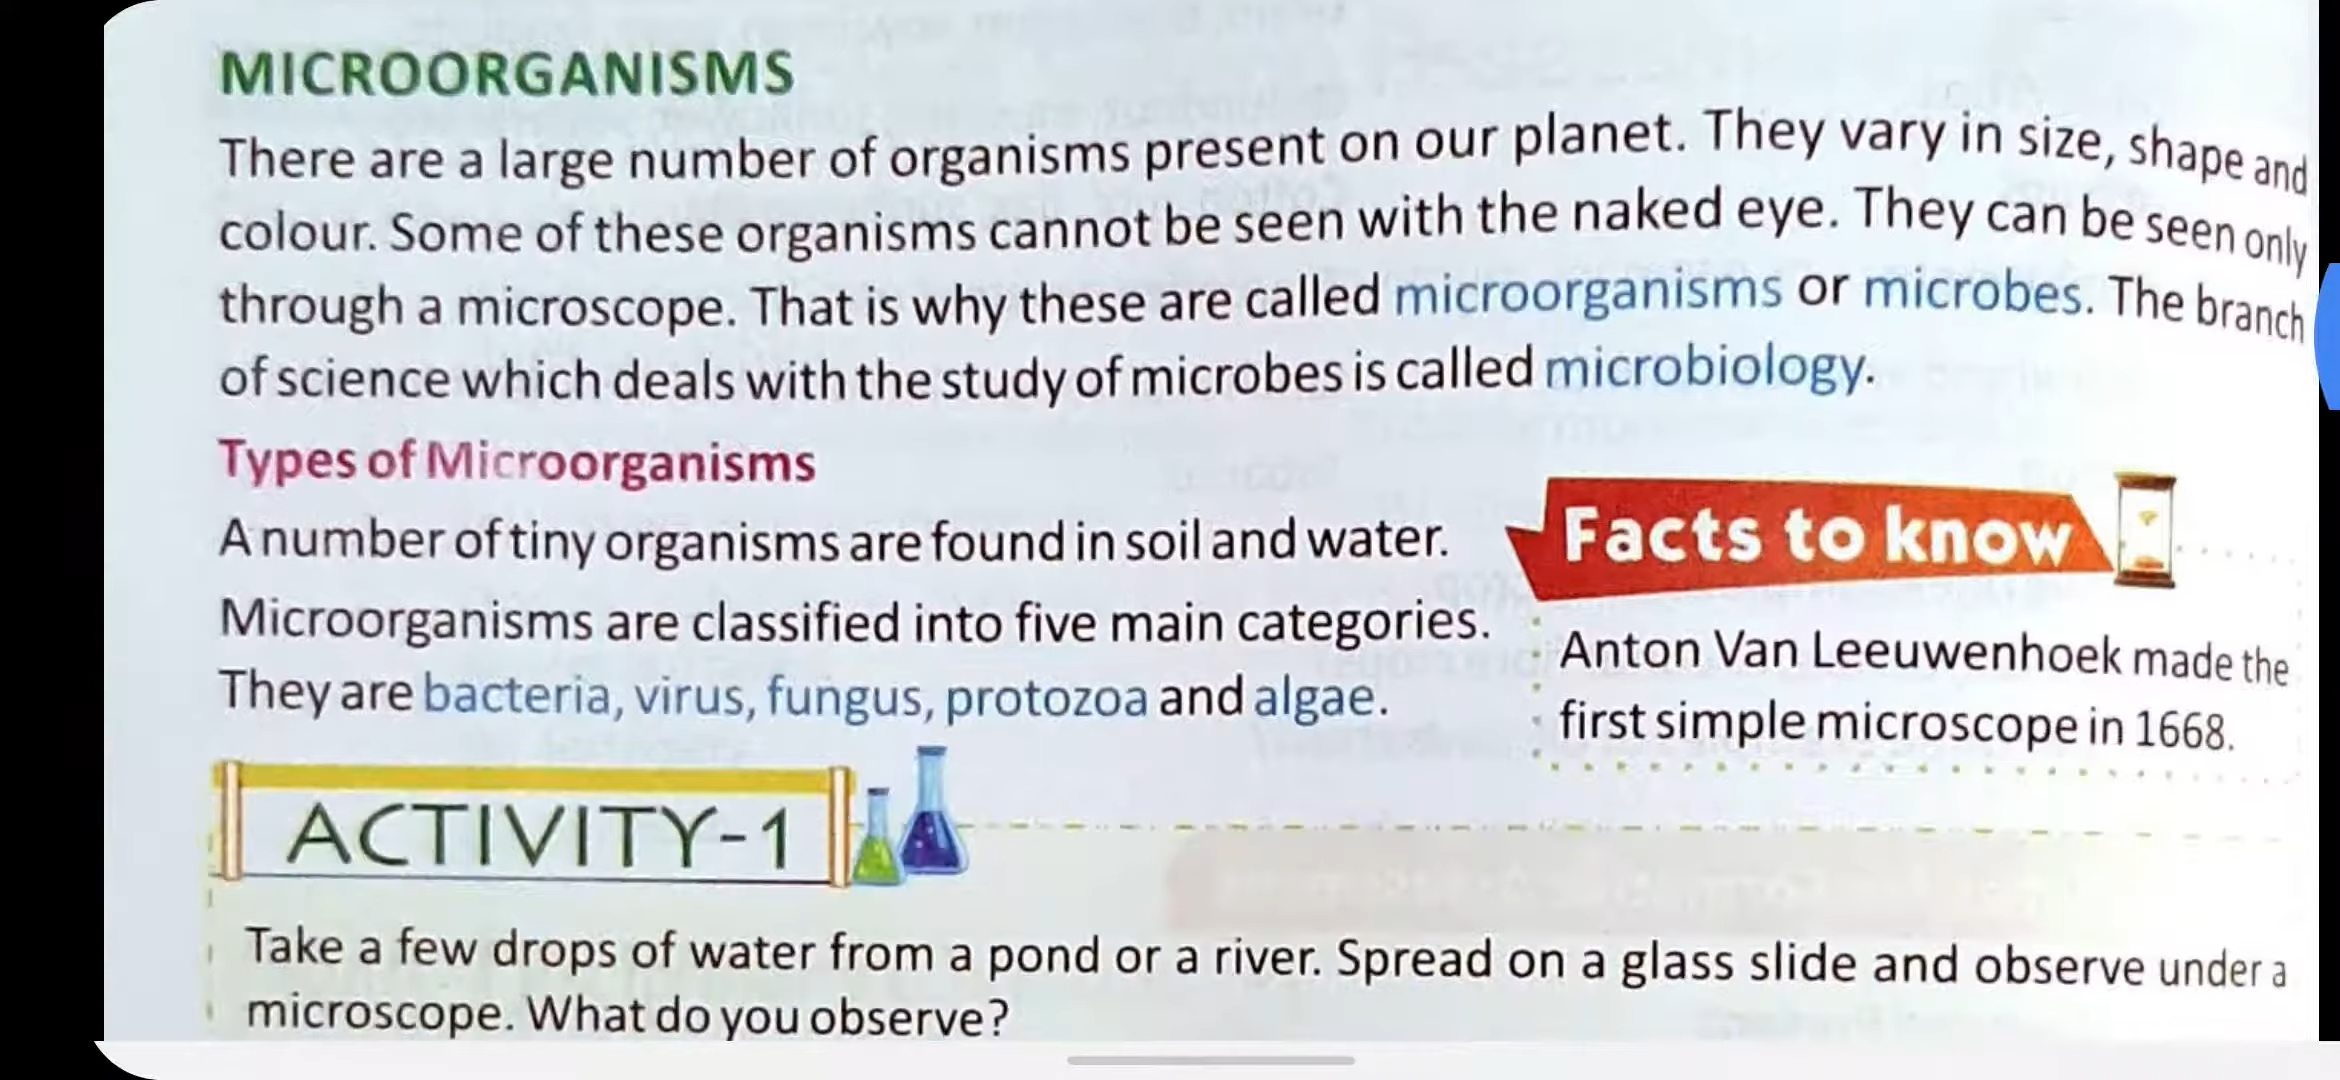 MICROORGANISMS
There are a large number of organisms present on our planet. They vary in size, shape and
colour. Some of these organisms cannot be seen with the naked eye. They can be seen only
through a microscope. That is why these are called microorganisms or microbes. The branch
of science which deals with the study of microbes is called microbiology.
Types of Microorganisms
A number of tiny organisms are found in soil and water.
Microorganisms are classified into five main categories.
They are bacteria, virus, fungus, protozoa and algae.
Facts to know
Anton Van Leeuwenhoek made the
first simple microscope in 1668.
ACTIVITY-1
Take a few drops of water from a pond or a river. Spread on a glass slide and observe under a
microscope. What do you observe?